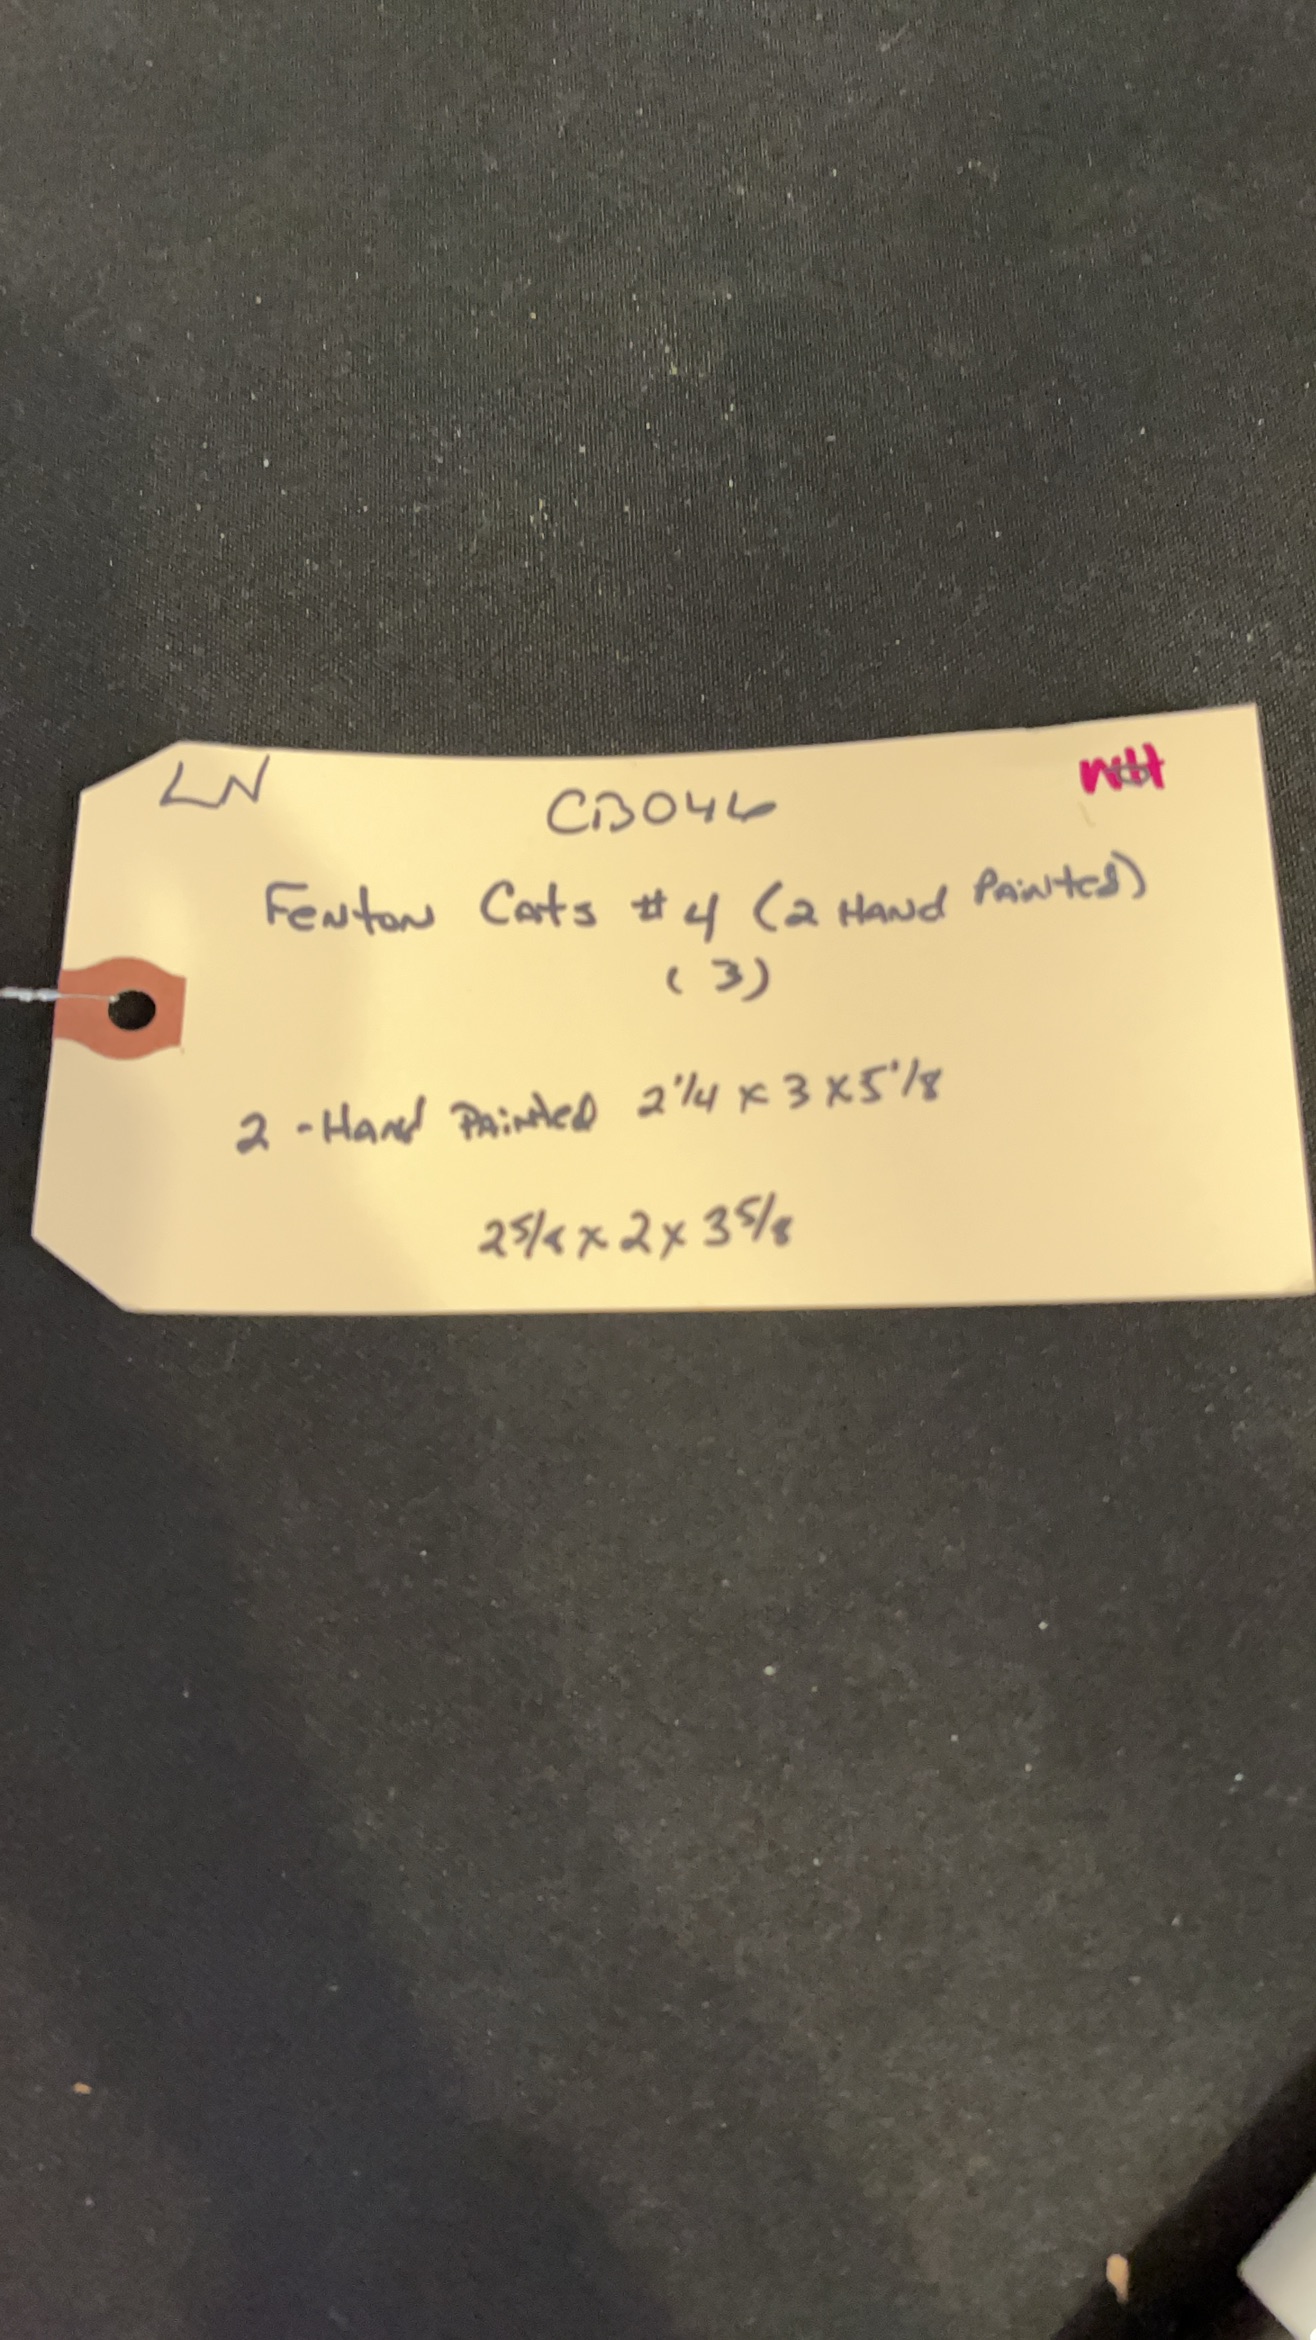 LN
CB046
Fenton Cats #4 (2 Hand Painted)
(3)
2 - Hand Painted 2 1/4 x 3 x 5 1/8
2 5/8 x 2 x 3 5/8